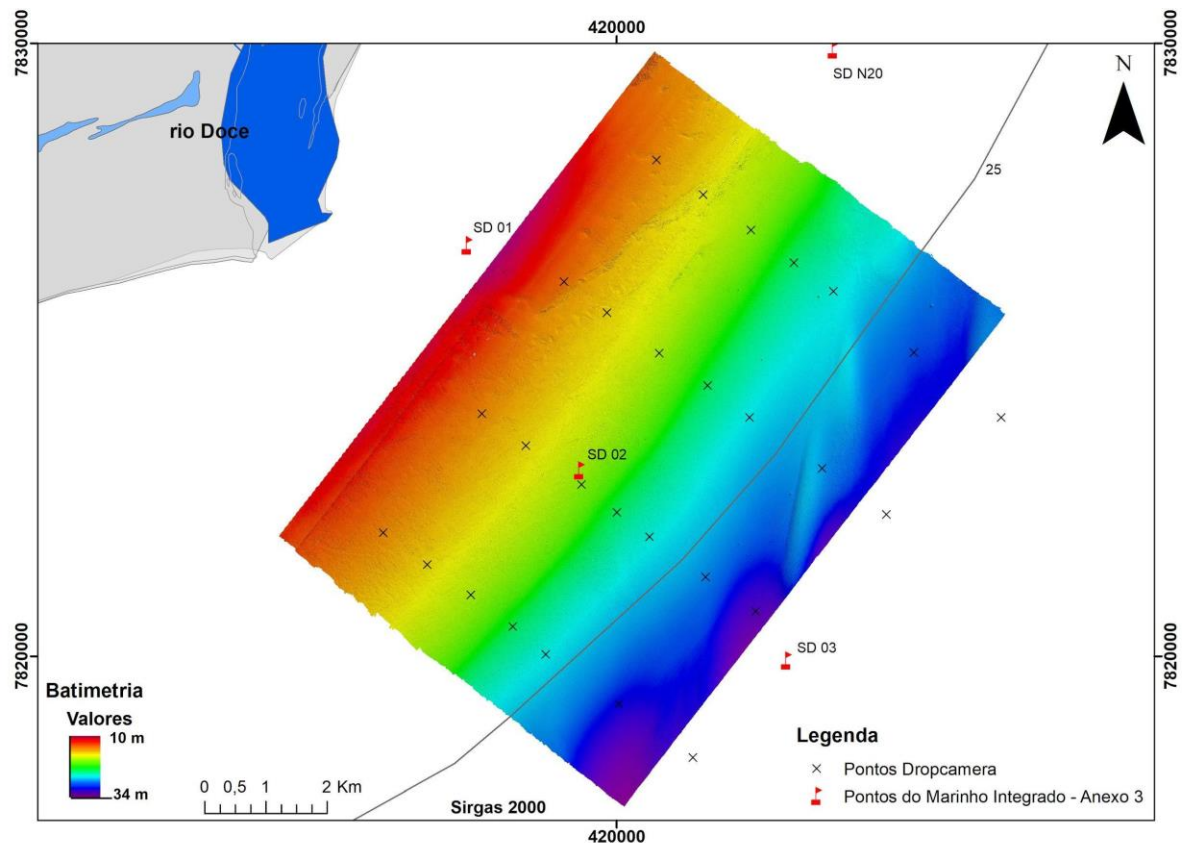 420000
7830000
7830000
SD N20
N
rio Doce
25
SD 01
SD 02
SD 03
7820000
7820000
Batimetria
Valores
10 m
34 m
0 0,5 1 2 Km
Sirgas 2000
Legenda
Pontos Dropcamera
Pontos do Marinho Integrado - Anexo 3
420000